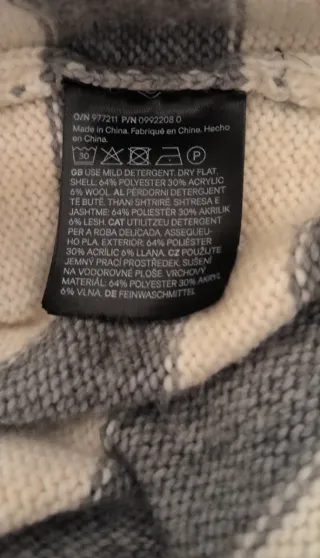 O/N 977211 P/N 0992208.0
Made in China. Fabriqué en Chine. Hecho
en China.
30 P
GB USE MILD DETERGENT. DRY FLAT.
SHELL: 64% POLYESTER 30% ACRYLIC
6% WOOL. AL PËRDORNI DETERGJENT
TË BUTË. THANI SHTRIRË. SHTRESA E
JASHTME: 64% POLIESTËR 30% AKRILIK
6% LESH. CAT UTILITZEU DETERGENT
PER A ROBA DELICADA. ASSEQUEU-
HO PLA. EXTERIOR: 64% POLIÈSTER
30% ACRÍLIC 6% LLANA. CZ POUŽIJTE
JEMNÝ PRACÍ PROSTŘEDEK. SUŠENÍ
NA VODOROVNÉ PLOŠE. VRCHOVÝ
MATERIÁL: 64% POLYESTER 30% AKRYL
6% VLNA. DE FEINWASCHMITTEL